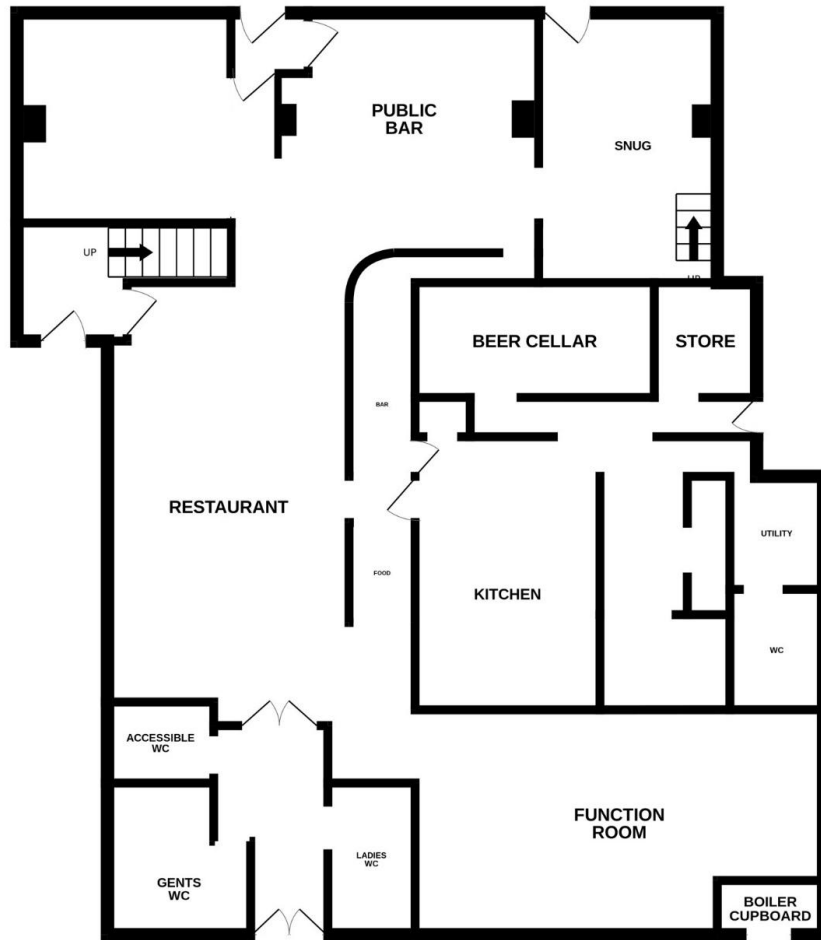 PUBLIC
BAR
SNUG
UP
UP
BEER CELLAR
STORE
BAR
RESTAURANT
FOOD
KITCHEN
UTILITY
WC
ACCESSIBLE
WC
FUNCTION
ROOM
LADIES
WC
GENTS
WC
BOILER
CUPBOARD